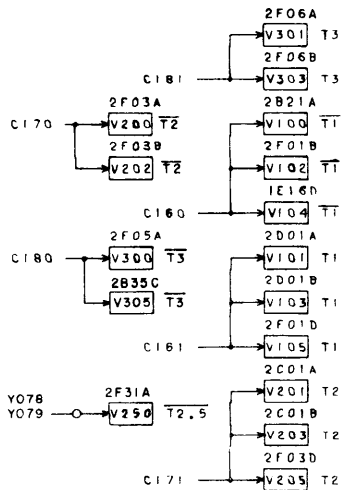 2F06A
V301 T3
2F06B
C181 V303 T3
2F03A 2B21A
C170 V200 T2 V100 T1
2F03B 2F01B
V202 T2 V102 T1
1E16D
C160 V104 T1
2F05A 2D01A
C180 V300 T3 V101 T1
2B35C 2D01B
V305 T3 V103 T1
2F01D
C161 V105 T1
2C01A
Y078 2F31A V201 T2
Y079 V250 T2.5 2C01B
V203 T2
2F03D
C171 V205 T2